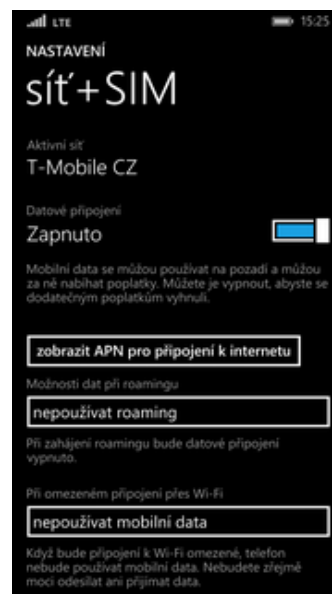 LTE 15:25
NASTAVENÍ
síť+SIM
Aktivní síť
T-Mobile CZ
Datové připojení
Zapnuto
Mobilní data se můžou používat na pozadí a můžou
za ně nabíhat poplatky. Můžete je vypnout, abyste se
dodatečným poplatkům vyhnuli.
zobrazit APN pro připojení k internetu
Možnosti dat při roamingu
nepoužívat roaming
Při zahájení roamingu bude datové připojení
vypnuto.
Při omezeném připojení přes Wi-Fi
nepoužívat mobilní data
Když bude připojení k Wi-Fi omezené, telefon
nebude používat mobilní data. Nebudete zřejmě
moci odesílat ani přijímat data.